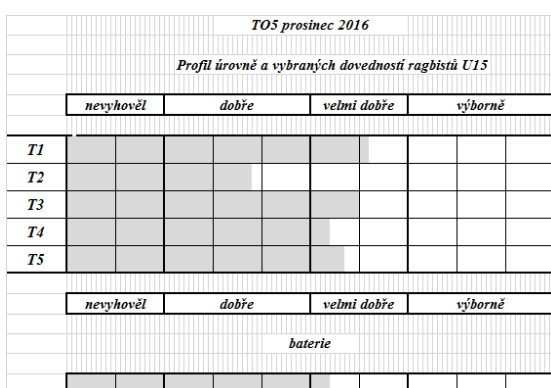 TO5 prosinec 2016
Profil úrovně a vybraných dovedností ragbistů U15
nevyhověl dobře velmi dobře výborně
T1
T2
T3
T4
T5
nevyhověl dobře velmi dobře výborně
baterie